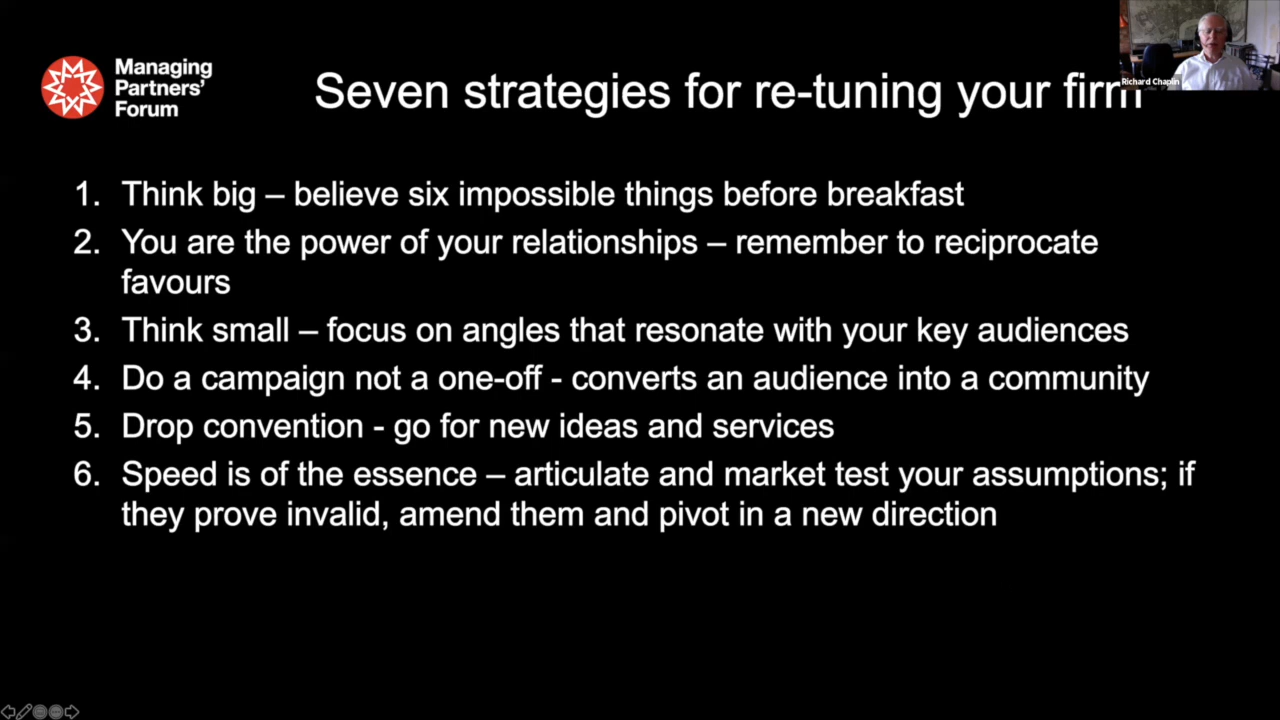 Managing
Partners'
Forum
Seven strategies for re-tuning your firm
Richard Chaplin
1. Think big – believe six impossible things before breakfast
2. You are the power of your relationships – remember to reciprocate
favours
3. Think small – focus on angles that resonate with your key audiences
4. Do a campaign not a one-off - converts an audience into a community
5. Drop convention - go for new ideas and services
6. Speed is of the essence – articulate and market test your assumptions; if
they prove invalid, amend them and pivot in a new direction